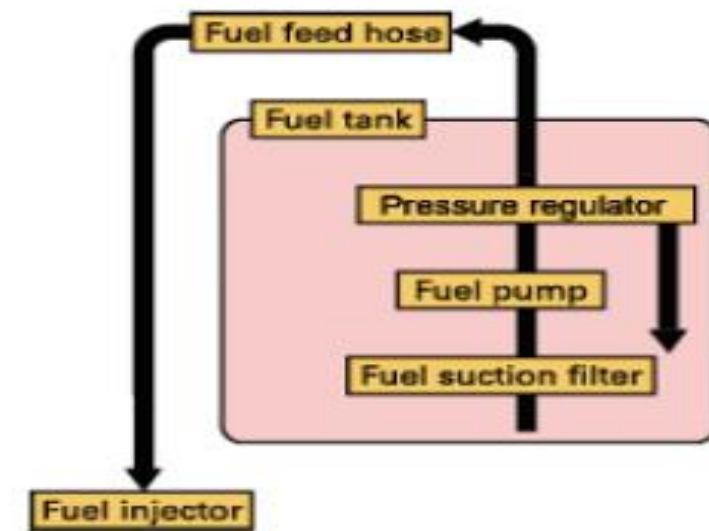 Fuel feed hose
Fuel tank
Pressure regulator
Fuel pump
Fuel suction filter
Fuel injector